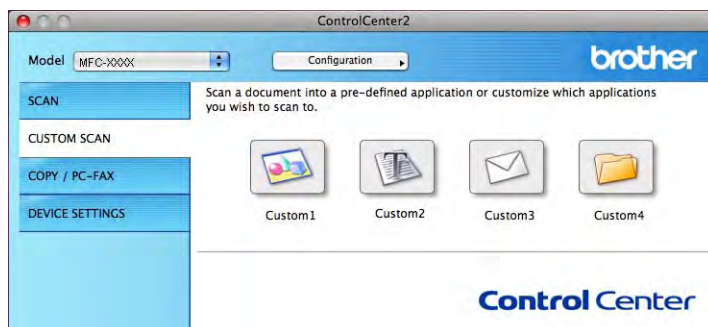 ControlCenter2
Model MFC-XXXX Configuration brother
SCAN
CUSTOM SCAN
COPY / PC-FAX
DEVICE SETTINGS
Scan a document into a pre-defined application or customize which applications
you wish to scan to.
Custom1 Custom2 Custom3 Custom4
Control Center